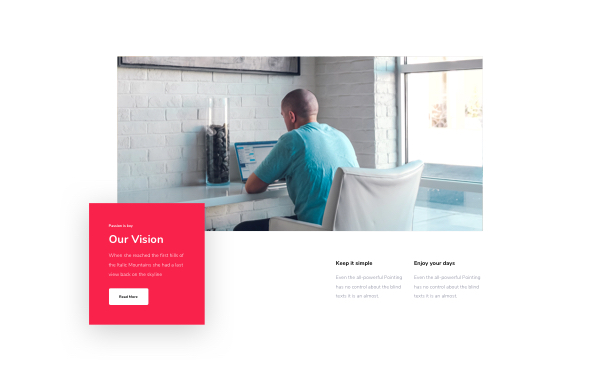 Passion is key
Our Vision
When she reached the first hills of
the Italic Mountains she had a last
view back on the skyline
Read More
Keep it simple
Even the all-powerful Pointing
has no control about the blind
texts it is an almost
Enjoy your days
Even the all-powerful Pointing
has no control about the blind
texts it is an almost